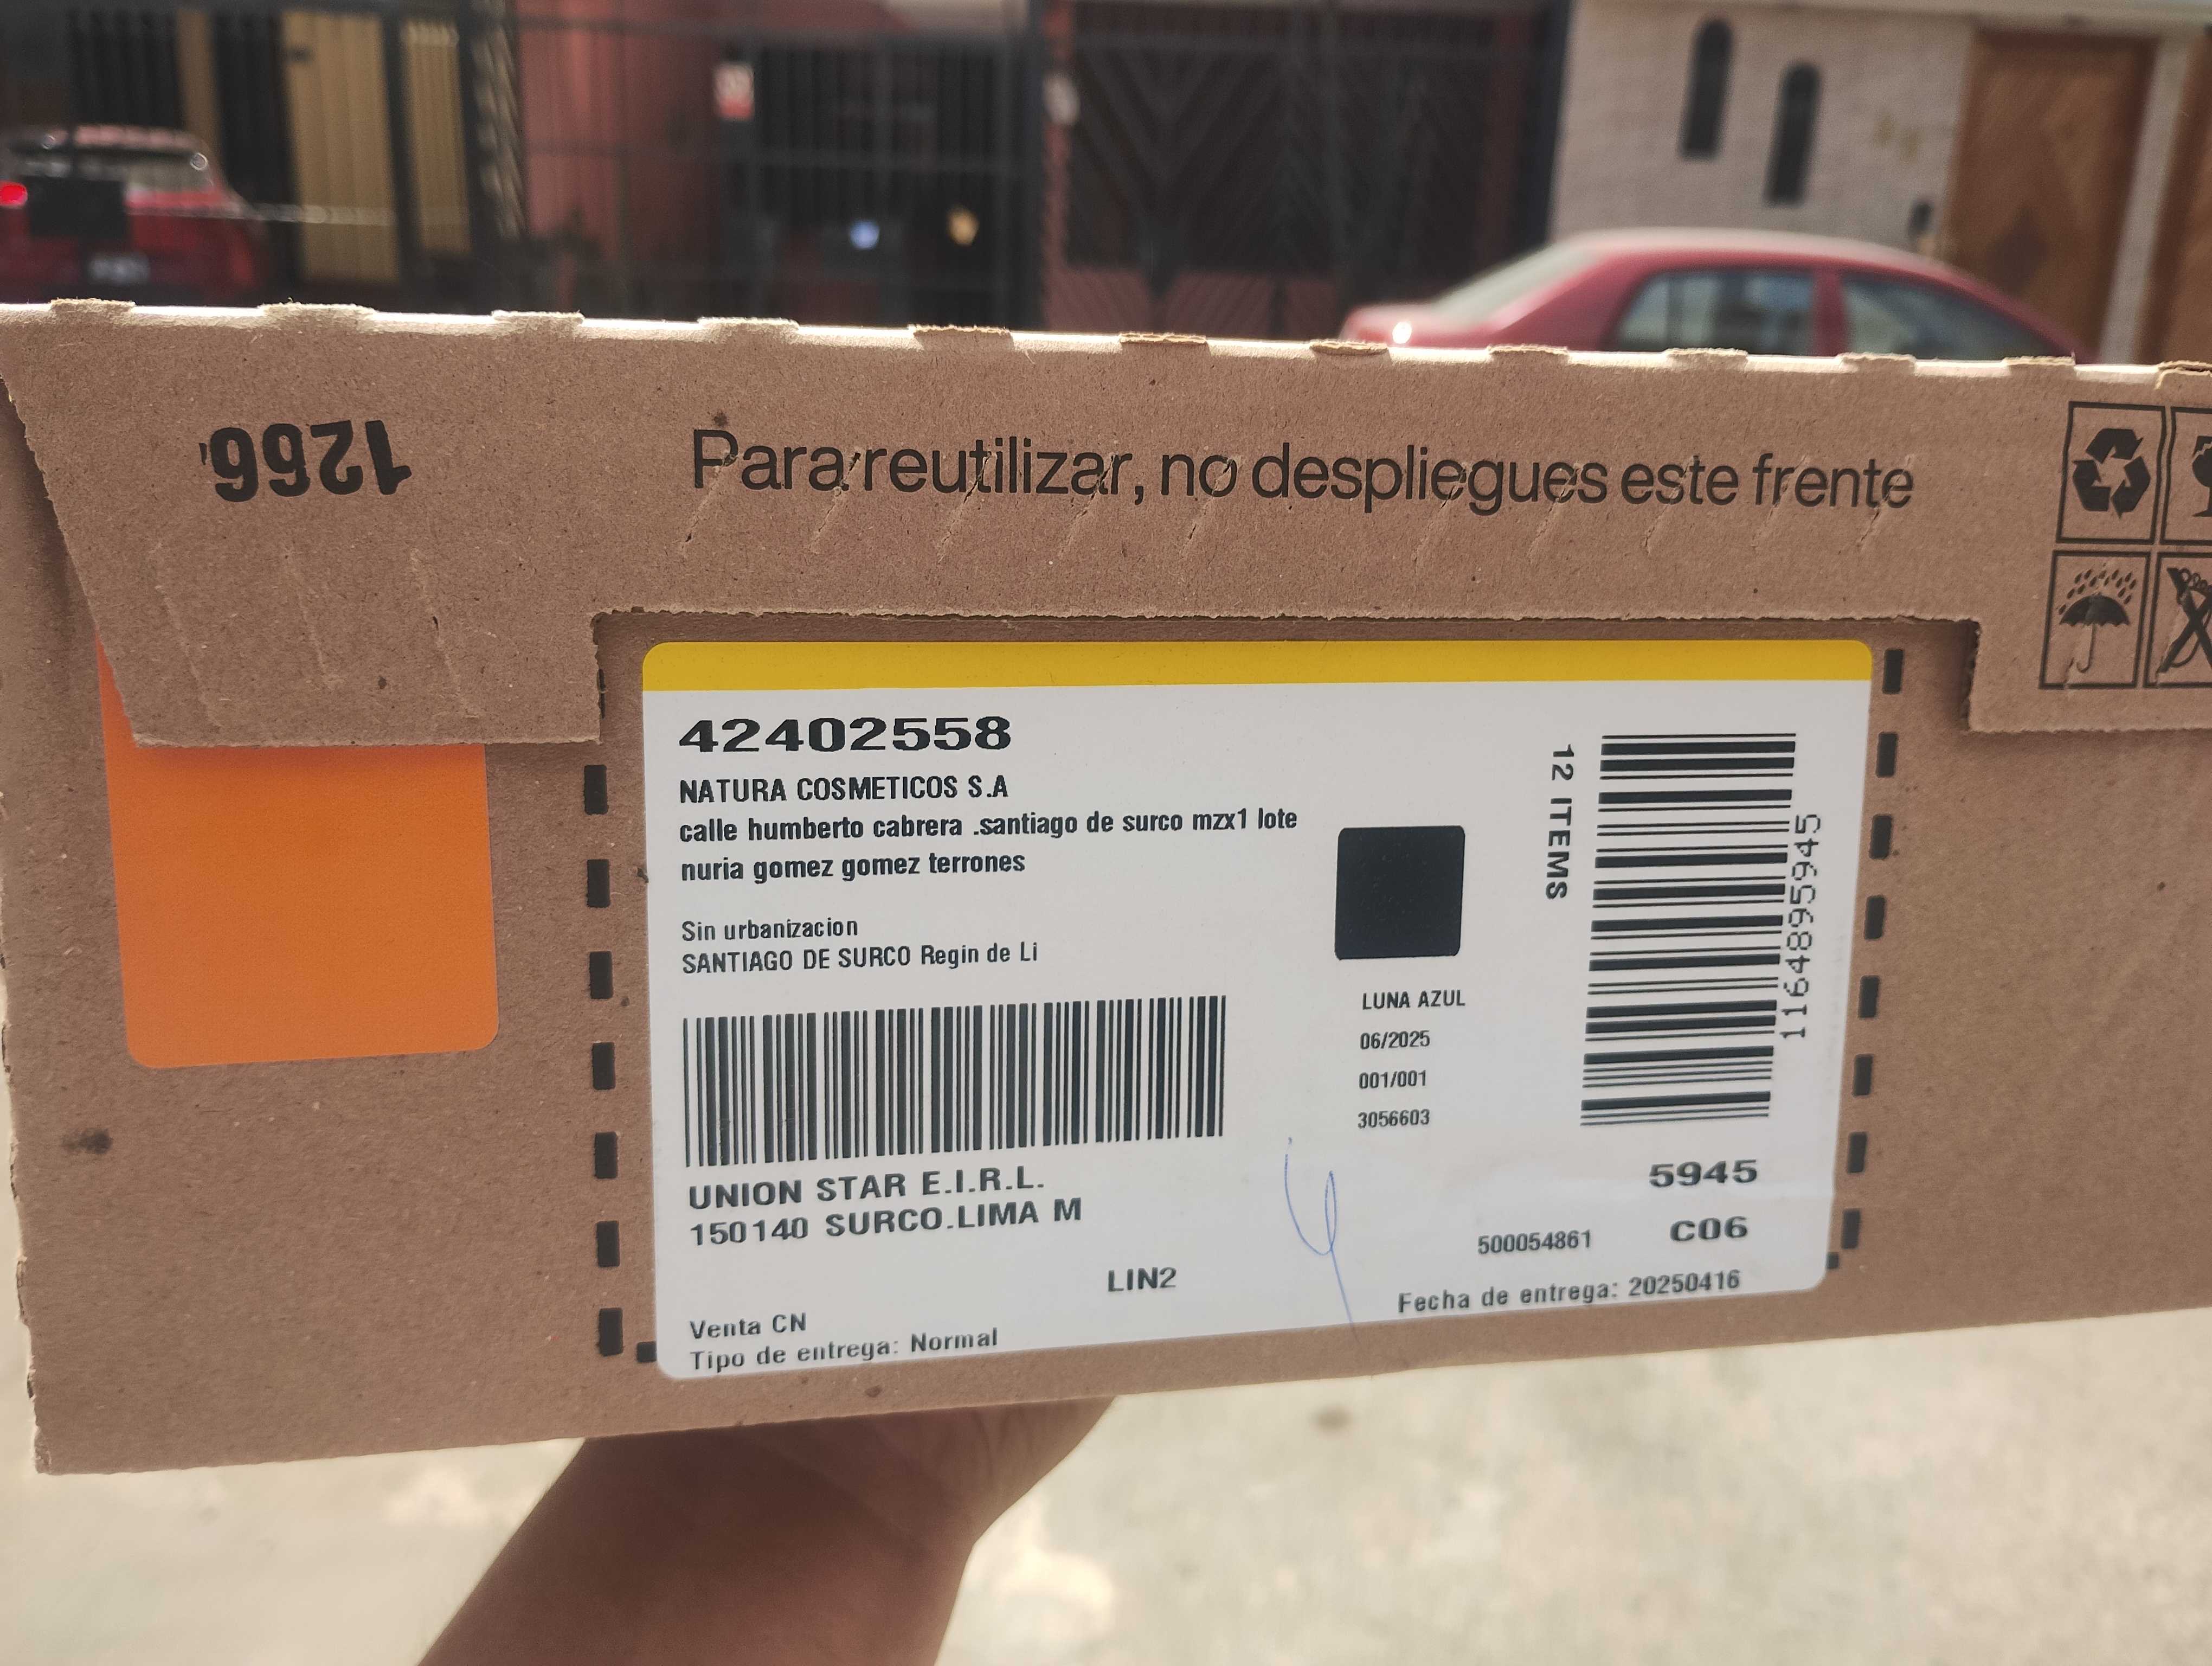 1266
Para reutilizar, no despliegues este frente
42402558
NATURA COSMETICOS S.A
calle humberto cabrera .santiago de surco mzx1 lote
nuria gomez gomez terrones
Sin urbanizacion
SANTIAGO DE SURCO Regin de Li
12 ITEMS
1164895945
LUNA AZUL
06/2025
001/001
3056603
UNION STAR E.I.R.L.
150140 SURCO.LIMA M
5945
500054861 C06
LIN2
Fecha de entrega: 20250416
Venta CN
Tipo de entrega: Normal